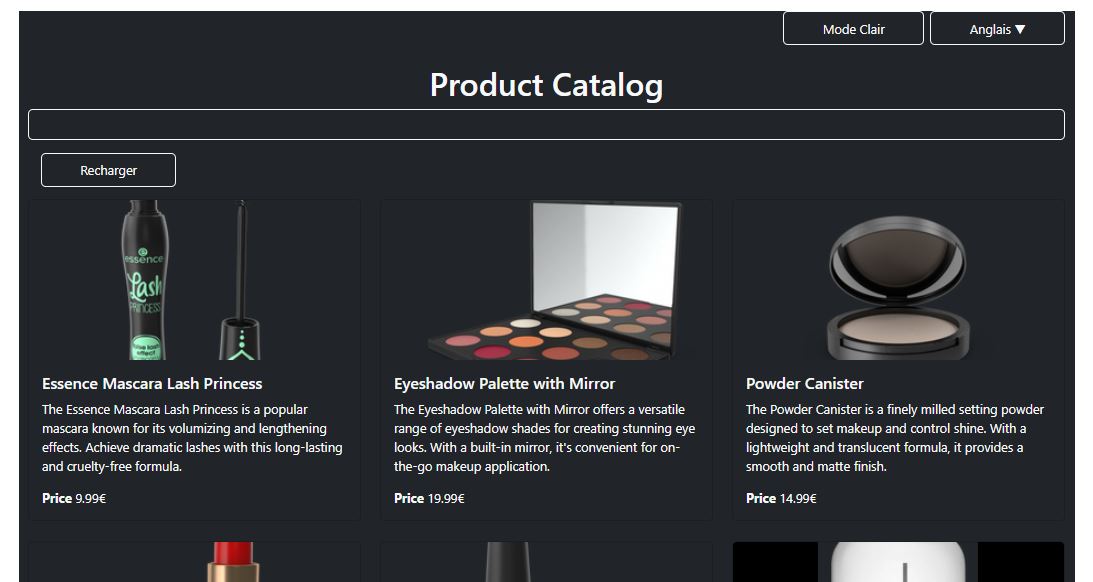 Mode Clair Anglais ▼
Product Catalog
Recharger
essence
Lash
PRINCESS
false lash
effect
Essence Mascara Lash Princess
The Essence Mascara Lash Princess is a popular
mascara known for its volumizing and lengthening
effects. Achieve dramatic lashes with this long-lasting
and cruelty-free formula.
Price 9.99€
Eyeshadow Palette with Mirror
The Eyeshadow Palette with Mirror offers a versatile
range of eyeshadow shades for creating stunning eye
looks. With a built-in mirror, it's convenient for on-
the-go makeup application.
Price 19.99€
Powder Canister
The Powder Canister is a finely milled setting powder
designed to set makeup and control shine. With a
lightweight and translucent formula, it provides a
smooth and matte finish.
Price 14.99€